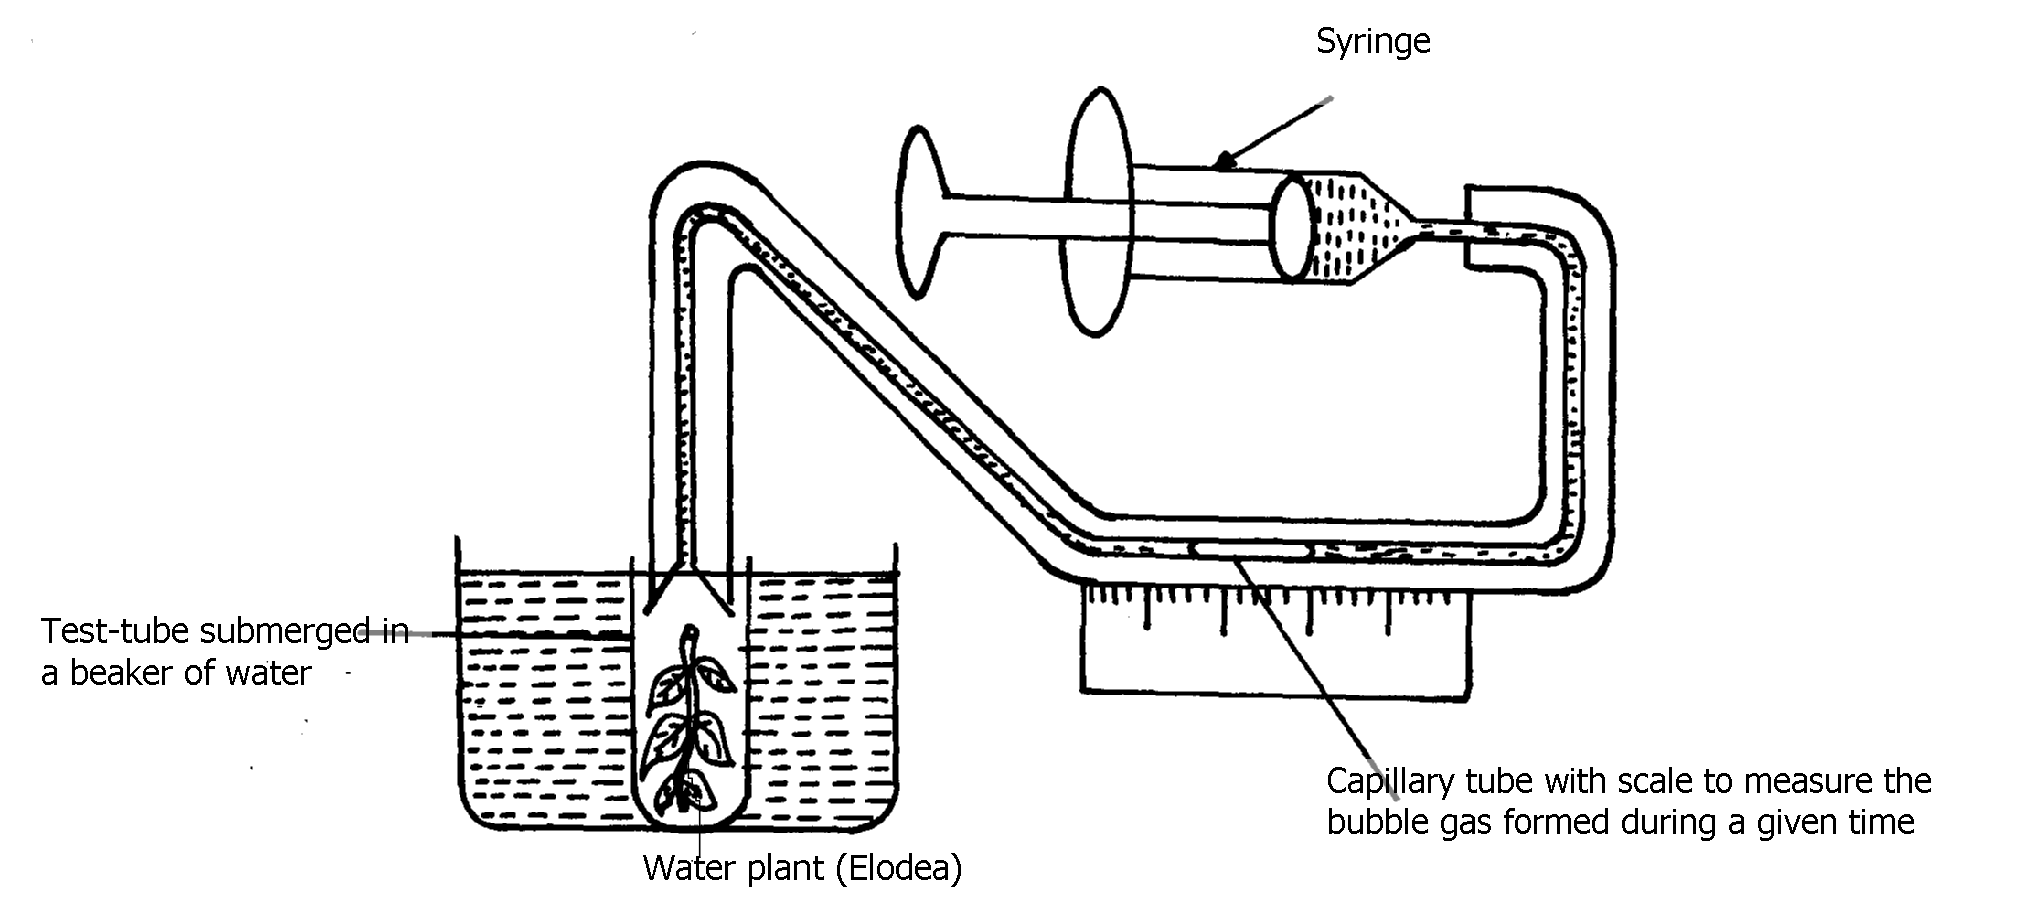 Syringe
Test-tube submerged in
a beaker of water
Capillary tube with scale to measure the
bubble gas formed during a given time
Water plant (Elodea)